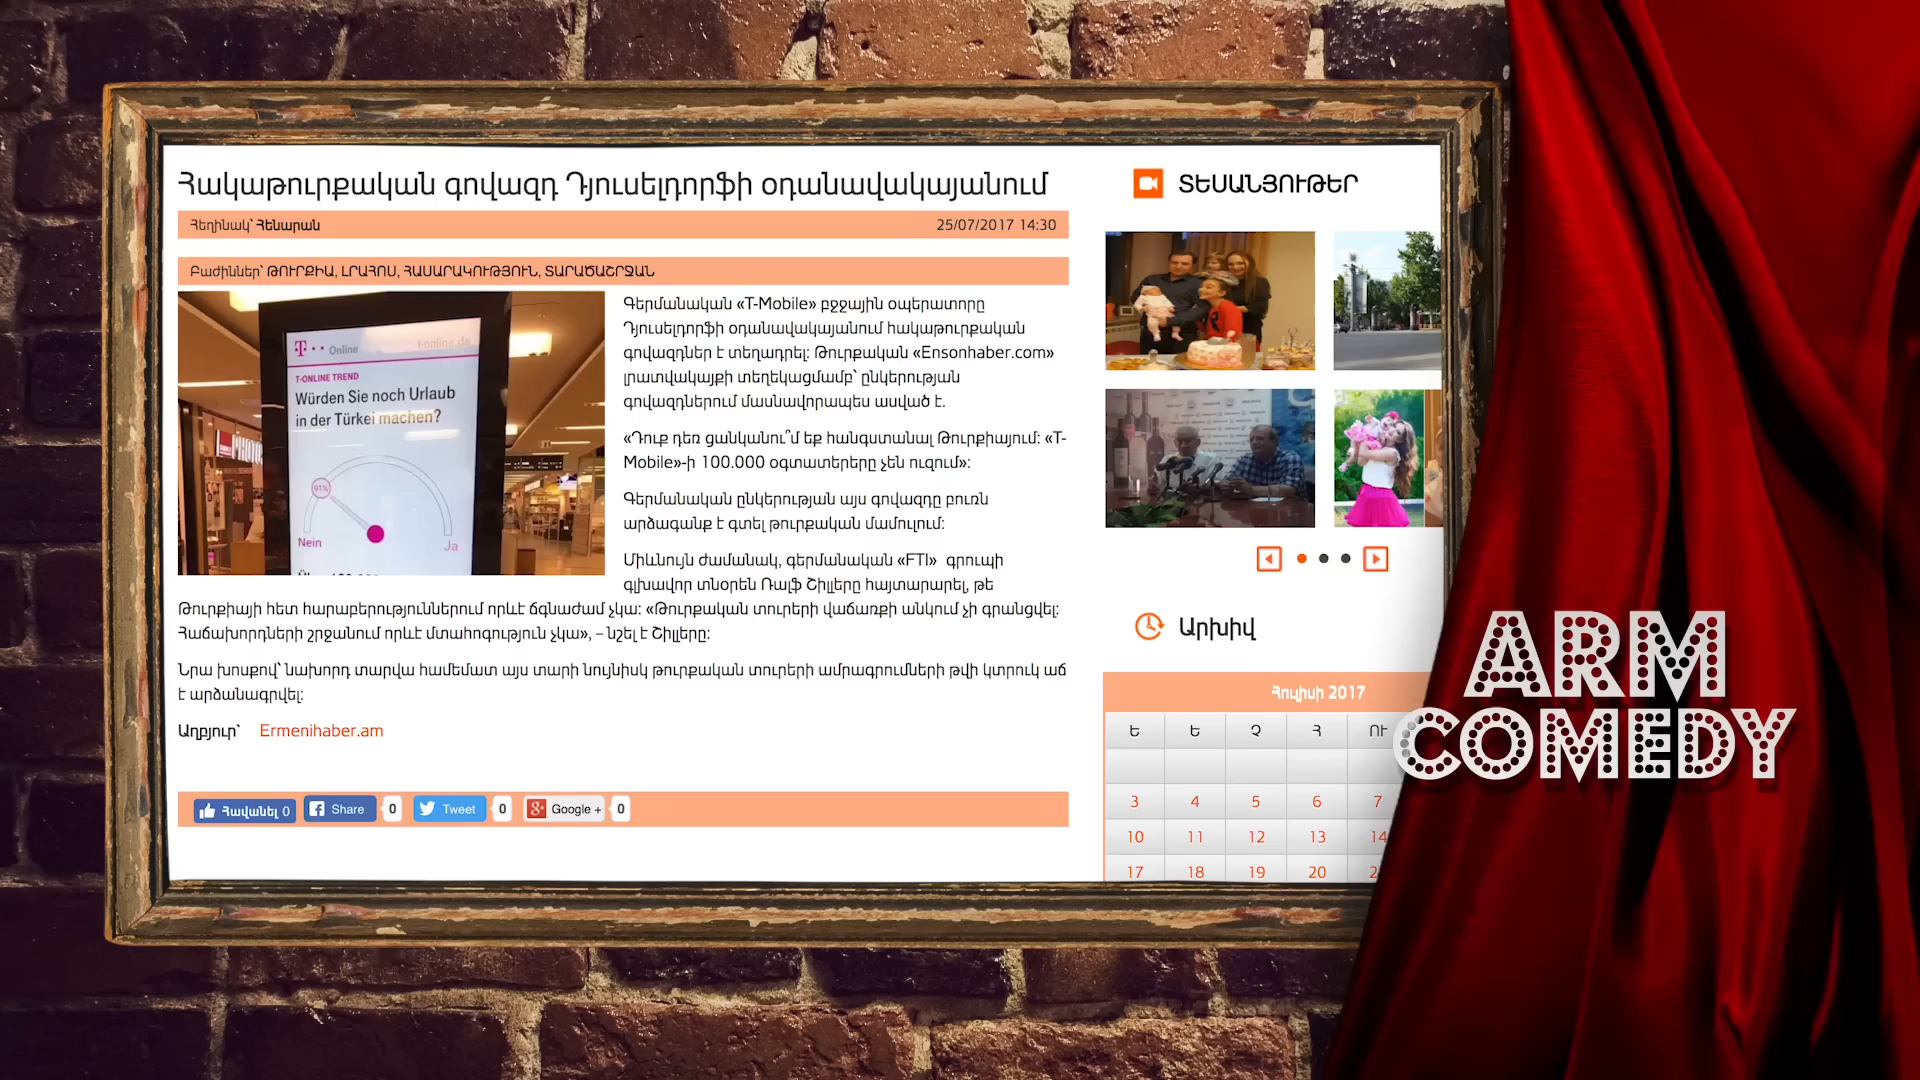 Հակաթուրքական գովազդ Դյուսելդորֆի օդանավակայանում
Հեղինակ՝ Հենարան
25/07/2017 14:30
Բաժիններ՝ ԹՈՒՐՔԻԱ, ԼՐԱՀՈՍ, ՀԱՍԱՐԱԿՈՒԹՅՈՒՆ, ՏԱՐԱԾԱՇՐՋԱՆ
T Online
t-online.de
T-ONLINE TREND
Würden Sie noch Urlaub
in der Türkei machen?
91%
Nein
Ja
Գերմանական «T-Mobile» բջջային օպերատորը
Դյուսելդորֆի օդանավակայանում հակաթուրքական
գովազդներ է տեղադրել: Թուրքական «Ensonhaber.com»
լրատվակայքի տեղեկացմամբ՝ ընկերության
գովազդներում մասնավորապես ասված է.
«Դուք դեռ ցանկանու՞մ եք հանգստանալ Թուրքիայում: «T-
Mobile»-ի 100.000 օգտատերերը չեն ուզում»:
Գերմանական ընկերության այս գովազդը բուռն
արձագանք է գտել թուրքական մամուլում:
Միևնույն ժամանակ, գերմանական «FTI» գրուպի
գլխավոր տնօրեն Ռալֆ Շիլլերը հայտարարել, թե
Թուրքիայի հետ հարաբերություններում որևէ ճգնաժամ չկա: «Թուրքական տուրերի վաճառքի անկում չի գրանցվել:
Հաճախորդների շրջանում որևէ մտահոգություն չկա», – նշել է Շիլլերը:
Նրա խոսքով՝ նախորդ տարվա համեմատ այս տարի նույնիսկ թուրքական տուրերի ամրագրումների թվի կտրուկ աճ
է արձանագրվել:
Աղբյուր՝ Ermenihaber.am
Հավանել 0 Share 0 Tweet 0 Google + 0
ՏԵՍԱՆՅՈՒԹԵՐ
Արխիվ
Հուլիսի 2017
Ե Ե Չ Հ ՈՒ
3 4 5 6 7
10 11 12 13 14
17 18 19 20
ARM
COMEDY